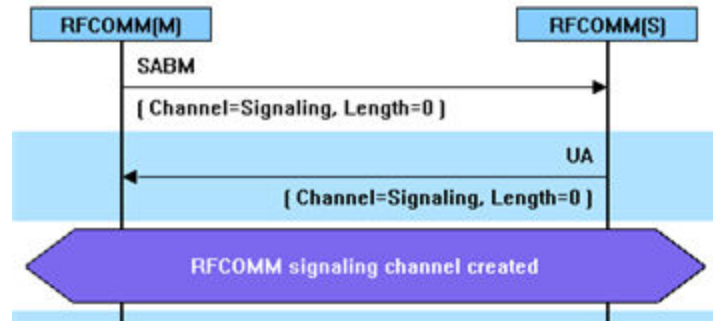 RFCOMM(M) RFCOMM(S)
SABM
( Channel=Signaling, Length=0 )
UA
( Channel=Signaling, Length=0 )
RFCOMM signaling channel created